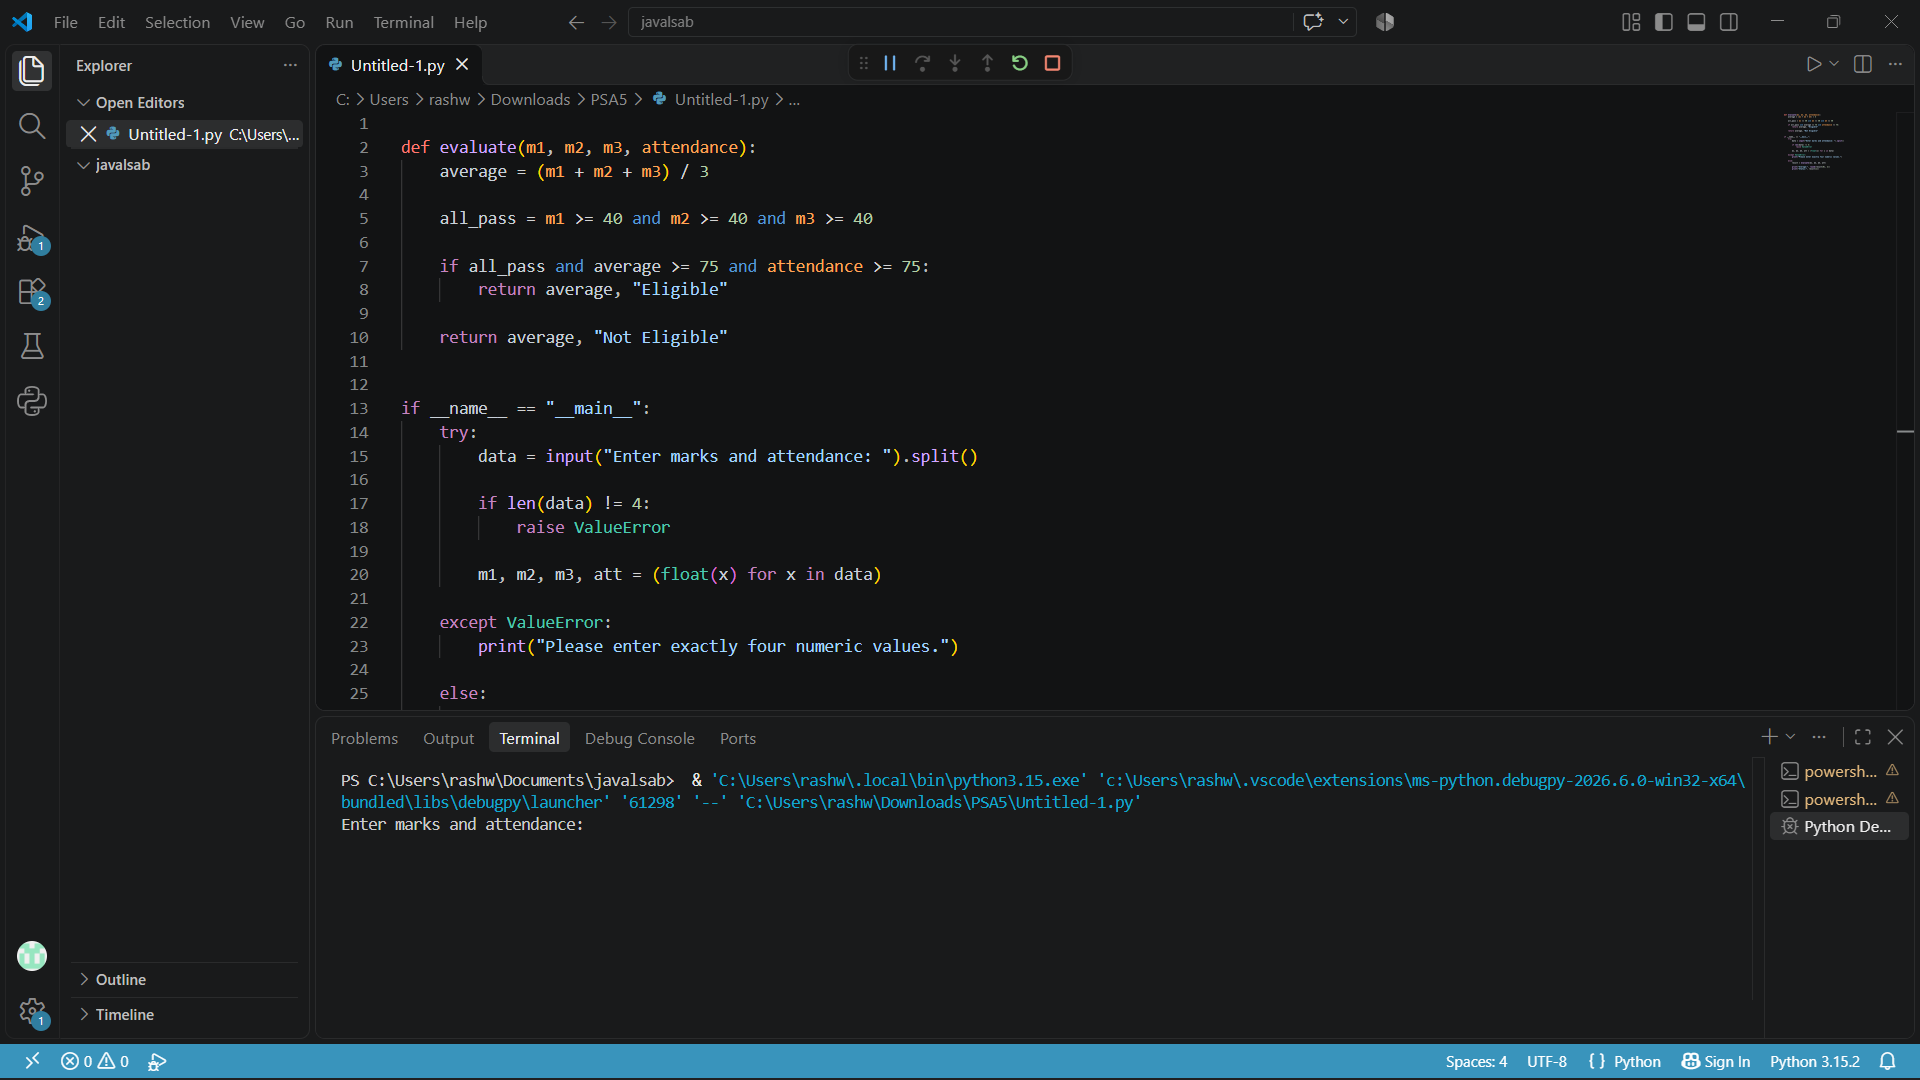 File Edit Selection View Go Run Terminal Help
javalsab
Explorer
Open Editors
Untitled-1.py C:\Users\...
javalsab
Outline
Timeline
Untitled-1.py
C: > Users > rashw > Downloads > PSA5 > Untitled-1.py > ...
1
2 def evaluate(m1, m2, m3, attendance):
3     average = (m1 + m2 + m3) / 3
4
5     all_pass = m1 >= 40 and m2 >= 40 and m3 >= 40
6
7     if all_pass and average >= 75 and attendance >= 75:
8         return average, "Eligible"
9
10     return average, "Not Eligible"
11
12
13 if __name__ == "__main__":
14     try:
15         data = input("Enter marks and attendance: ").split()
16
17         if len(data) != 4:
18             raise ValueError
19
20         m1, m2, m3, att = (float(x) for x in data)
21
22     except ValueError:
23         print("Please enter exactly four numeric values.")
24
25     else:
1
2
1
Problems Output Terminal Debug Console Ports
PS C:\Users\rashw\Documents\javalsab>  & 'C:\Users\rashw\.local\bin\python3.15.exe' 'c:\Users\rashw\.vscode\extensions\ms-python.debugpy-2026.6.0-win32-x64\
bundled\libs\debugpy\launcher' '61298' '--' 'C:\Users\rashw\Downloads\PSA5\Untitled-1.py'
Enter marks and attendance:
powersh...
powersh...
Python De...
0 0
Spaces: 4 UTF-8 { } Python Sign In Python 3.15.2